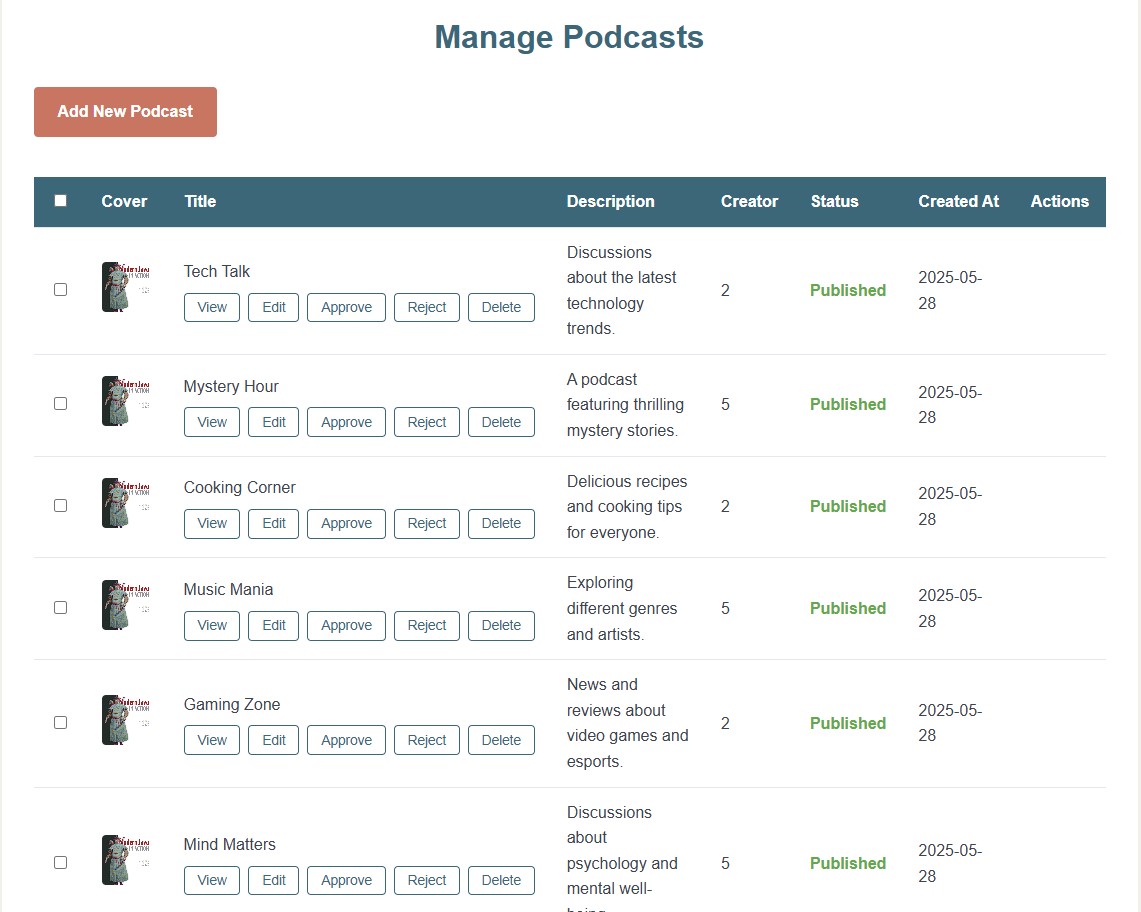 Manage Podcasts
Add New Podcast
Cover Title Description Creator Status Created At Actions
Tech Talk
View Edit Approve Reject Delete
Discussions
about the latest
technology
trends.
2
Published
2025-05-
28
Mystery Hour
View Edit Approve Reject Delete
A podcast
featuring thrilling
mystery stories.
5
Published
2025-05-
28
Cooking Corner
View Edit Approve Reject Delete
Delicious recipes
and cooking tips
for everyone.
2
Published
2025-05-
28
Music Mania
View Edit Approve Reject Delete
Exploring
different genres
and artists.
5
Published
2025-05-
28
Gaming Zone
View Edit Approve Reject Delete
News and
reviews about
video games and
esports.
2
Published
2025-05-
28
Mind Matters
View Edit Approve Reject Delete
Discussions
about
psychology and
mental well-
5
Published
2025-05-
28